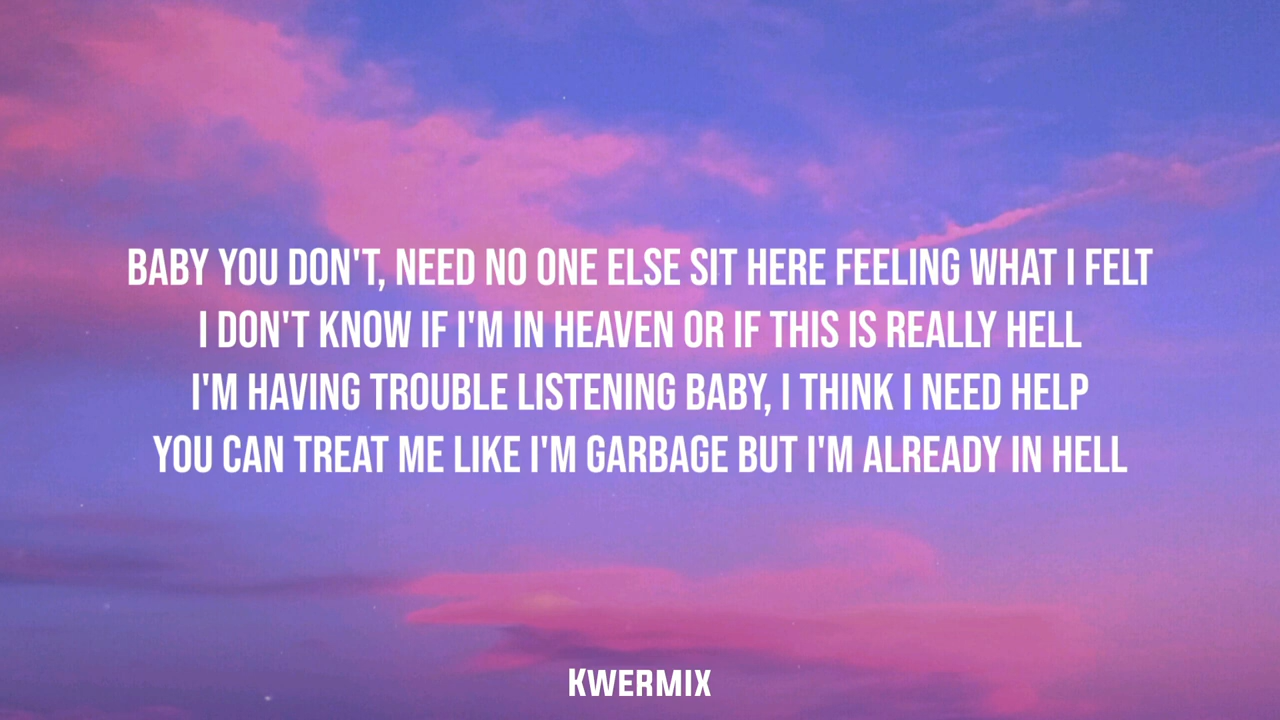 BABY YOU DON'T, NEED NO ONE ELSE SIT HERE FEELING WHAT I FELT
I DON'T KNOW IF I'M IN HEAVEN OR IF THIS IS REALLY HELL
I'M HAVING TROUBLE LISTENING BABY, I THINK I NEED HELP
YOU CAN TREAT ME LIKE I'M GARBAGE BUT I'M ALREADY IN HELL
KWERMIX